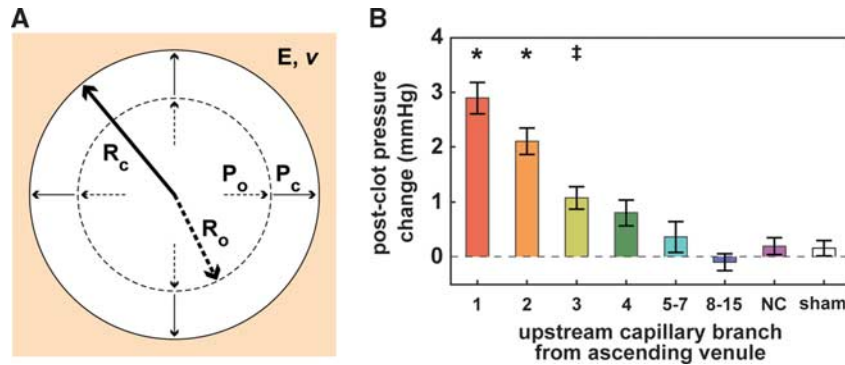 A
E, ν
R_c
P_o
P_c
R_o
B
post-clot pressure
change (mmHg)
4
3
2
1
0
* * ‡
1 2 3 4 5-7 8-15 NC sham
upstream capillary branch
from ascending venule